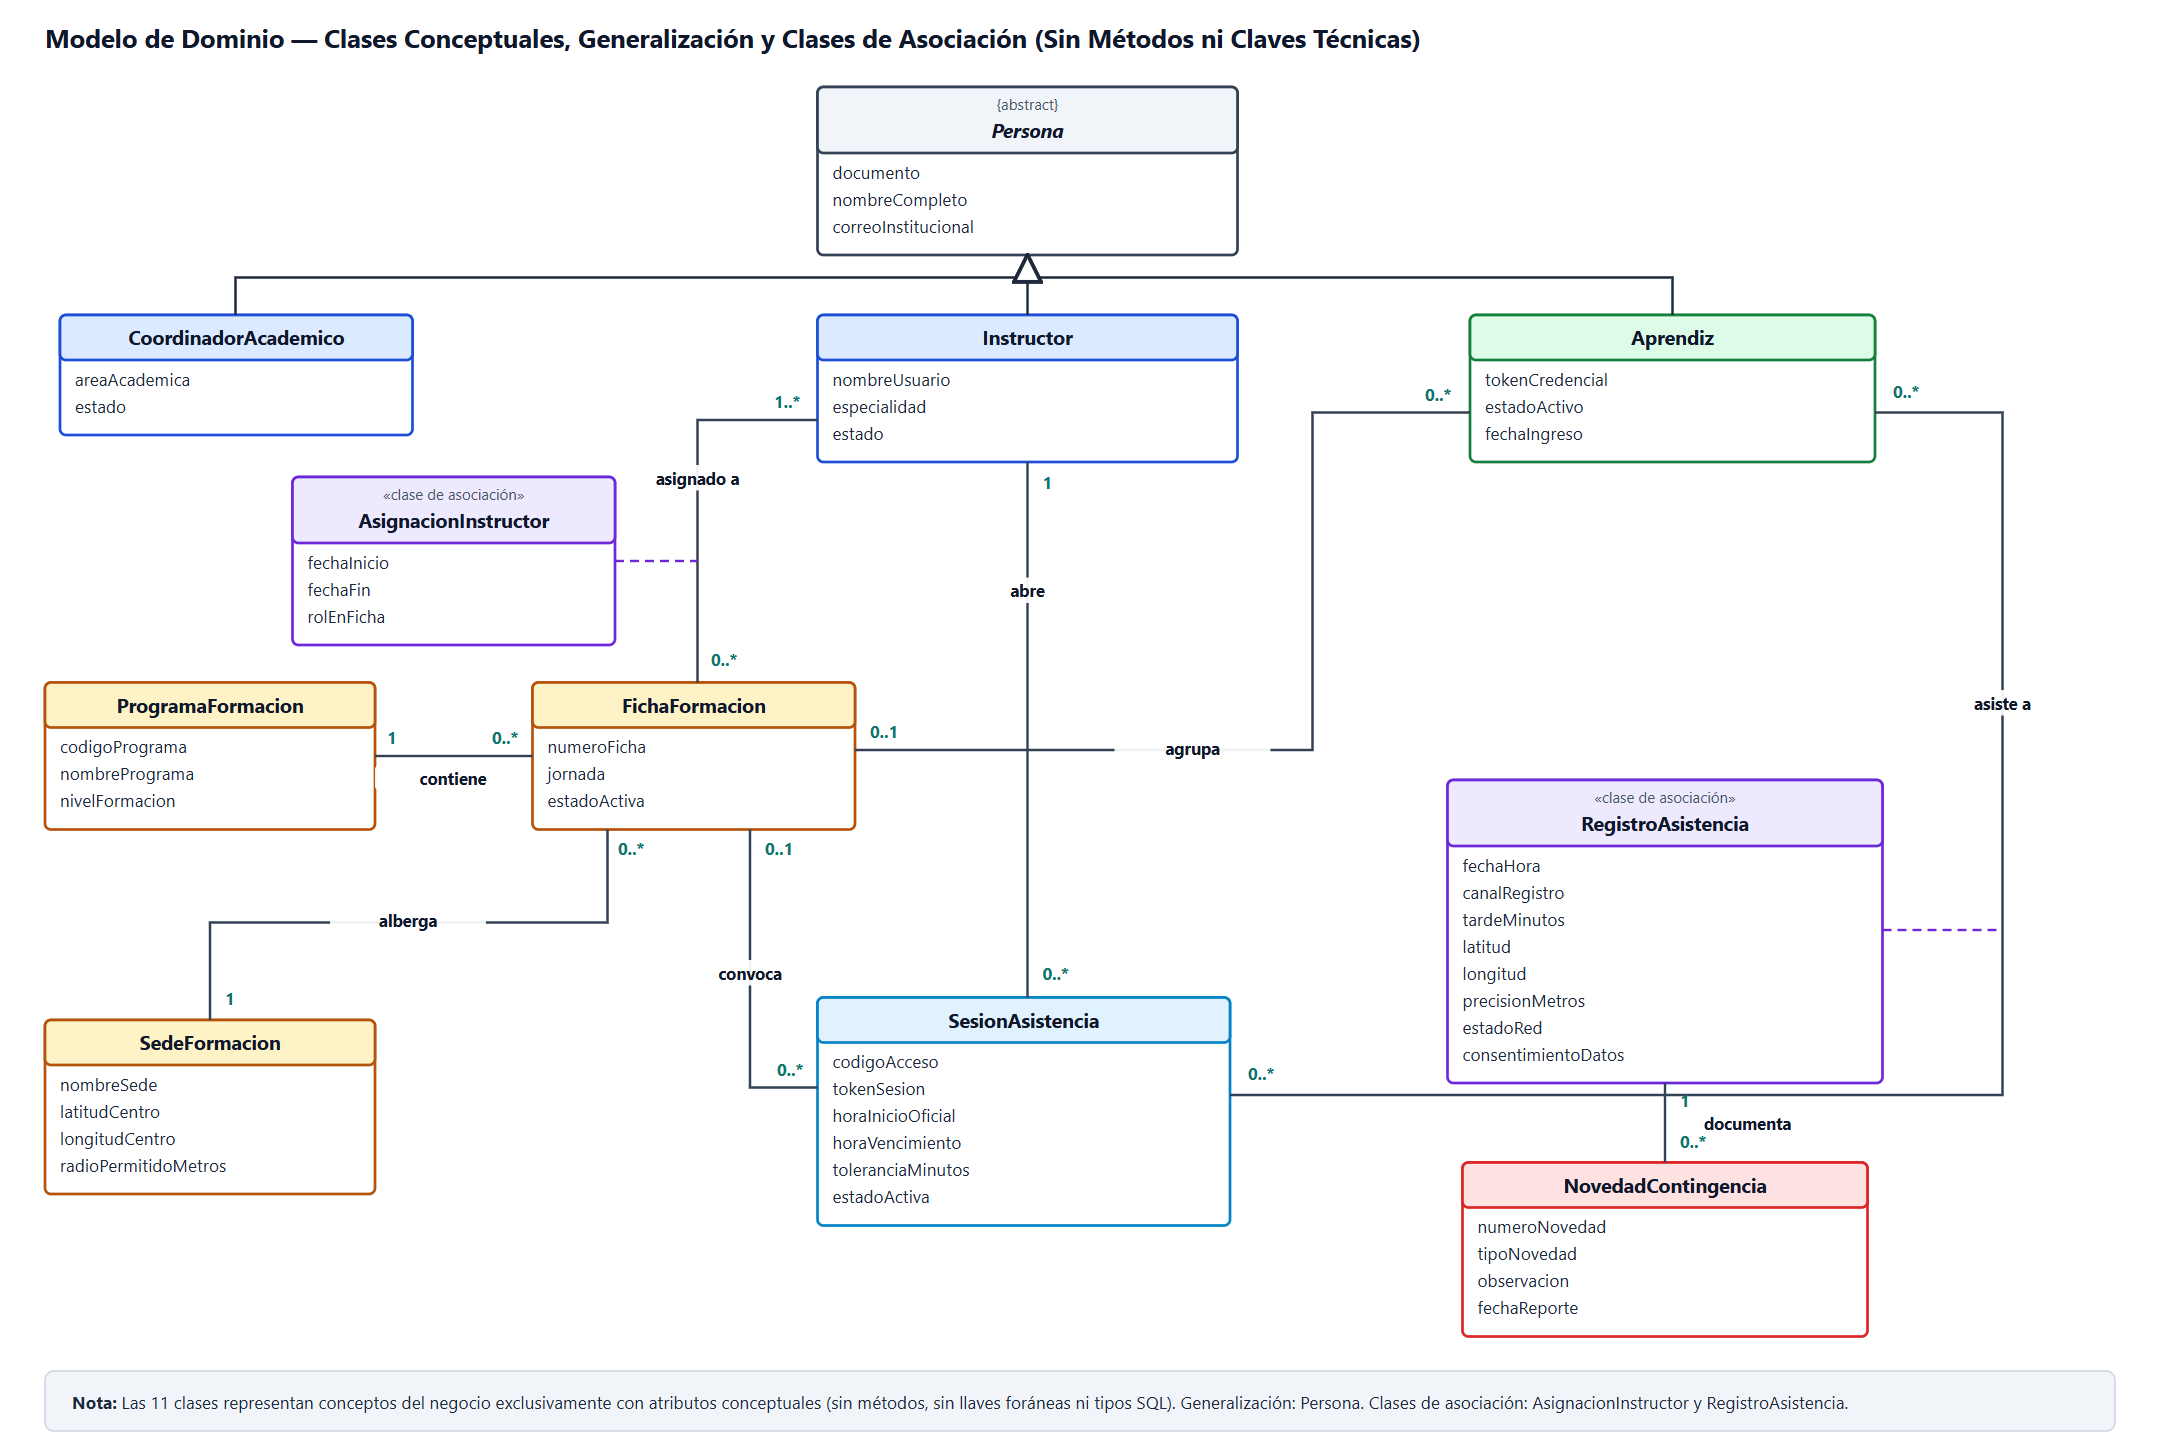 Modelo de Dominio — Clases Conceptuales, Generalización y Clases de Asociación (Sin Métodos ni Claves Técnicas)
{abstract}
Persona
documento
nombreCompleto
correoInstitucional
CoordinadorAcademico
areaAcademica
estado
Instructor
nombreUsuario
especialidad
estado
Aprendiz
tokenCredencial
estadoActivo
fechaIngreso
1..*
0..*
0..*
asignado a
1
«clase de asociación»
AsignacionInstructor
fechaInicio
fechaFin
rolEnFicha
abre
0..*
asiste a
ProgramaFormacion
codigoPrograma
nombrePrograma
nivelFormacion
1
0..*
contiene
FichaFormacion
numeroFicha
jornada
estadoActiva
0..1
agrupa
«clase de asociación»
RegistroAsistencia
fechaHora
canalRegistro
tardeMinutos
latitud
longitud
precisionMetros
estadoRed
consentimientoDatos
0..*
0..1
alberga
convoca
1
0..*
SedeFormacion
nombreSede
latitudCentro
longitudCentro
radioPermitidoMetros
0..*
SesionAsistencia
codigoAcceso
tokenSesion
horaInicioOficial
horaVencimiento
toleranciaMinutos
estadoActiva
0..*
1
documenta
0..*
NovedadContingencia
numeroNovedad
tipoNovedad
observacion
fechaReporte
Nota: Las 11 clases representan conceptos del negocio exclusivamente con atributos conceptuales (sin métodos, sin llaves foráneas ni tipos SQL). Generalización: Persona. Clases de asociación: AsignacionInstructor y RegistroAsistencia.